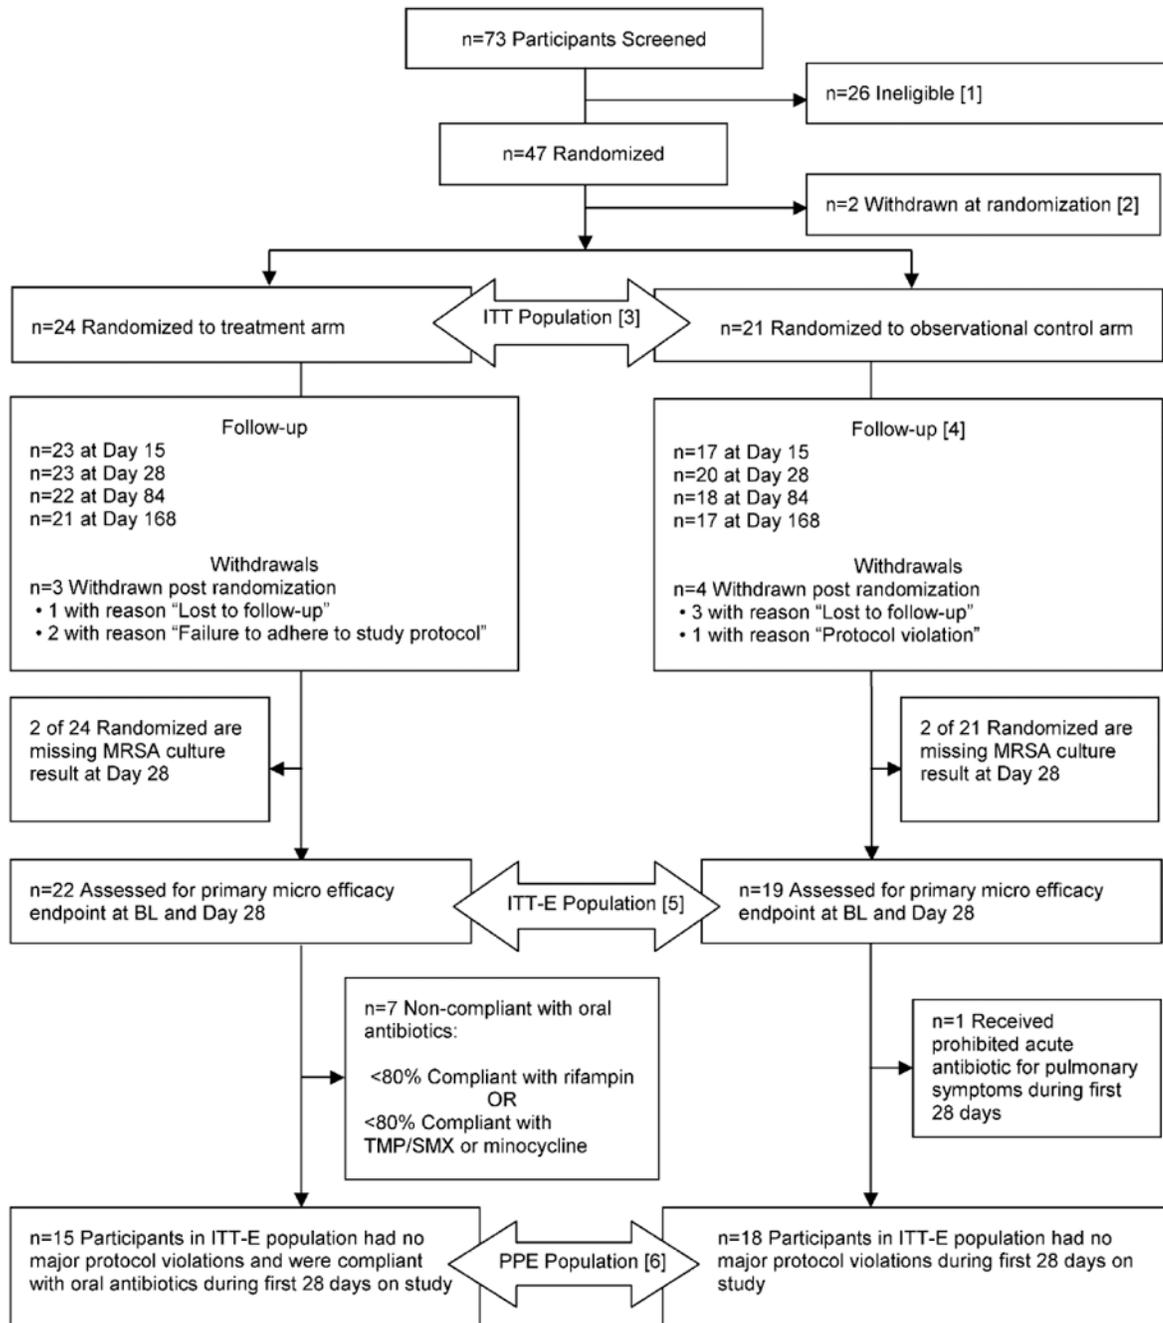 n=73 Participants Screened
n=26 Ineligible [1]
n=47 Randomized
n=2 Withdrawn at randomization [2]
n=24 Randomized to treatment arm
ITT Population [3]
n=21 Randomized to observational control arm
Follow-up
n=23 at Day 15
n=23 at Day 28
n=22 at Day 84
n=21 at Day 168
Withdrawals
n=3 Withdrawn post randomization
• 1 with reason “Lost to follow-up”
• 2 with reason “Failure to adhere to study protocol”
Follow-up [4]
n=17 at Day 15
n=20 at Day 28
n=18 at Day 84
n=17 at Day 168
Withdrawals
n=4 Withdrawn post randomization
• 3 with reason “Lost to follow-up”
• 1 with reason “Protocol violation”
2 of 24 Randomized are
missing MRSA culture
result at Day 28
2 of 21 Randomized are
missing MRSA culture
result at Day 28
n=22 Assessed for primary micro efficacy
endpoint at BL and Day 28
ITT-E Population [5]
n=19 Assessed for primary micro efficacy
endpoint at BL and Day 28
n=7 Non-compliant with oral
antibiotics:
<80% Compliant with rifampin
OR
<80% Compliant with
TMP/SMX or minocycline
n=1 Received
prohibited acute
antibiotic for pulmonary
symptoms during first
28 days
n=15 Participants in ITT-E population had no
major protocol violations and were compliant
with oral antibiotics during first 28 days on study
PPE Population [6]
n=18 Participants in ITT-E population had no
major protocol violations during first 28 days on
study